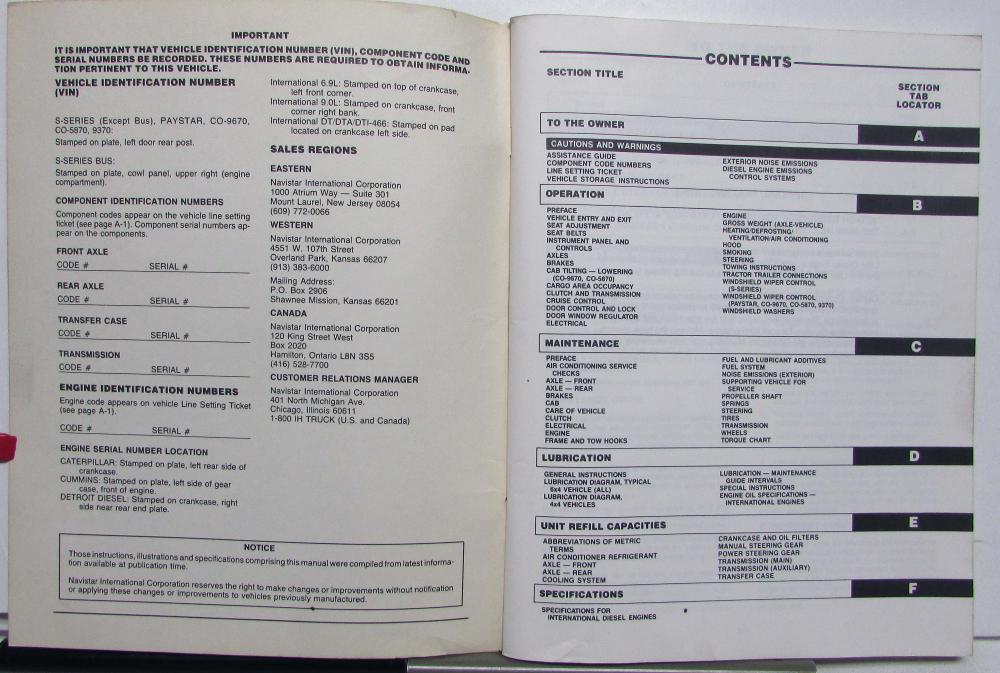 IMPORTANT
IT IS IMPORTANT THAT VEHICLE IDENTIFICATION NUMBER (VIN), COMPONENT CODE AND
SERIAL NUMBERS BE RECORDED. THESE NUMBERS ARE REQUIRED TO OBTAIN INFORMA-
TION PERTINENT TO THIS VEHICLE.
VEHICLE IDENTIFICATION NUMBER
(VIN)
S-SERIES (Except Bus), PAYSTAR, CO-9670,
CO-5870, 9370:
Stamped on plate, left door rear post.
S-SERIES BUS:
Stamped on plate, cowl panel, upper right (engine
compartment).
COMPONENT IDENTIFICATION NUMBERS
Component codes appear on the vehicle line setting
ticket (see page A-1). Component serial numbers ap-
pear on the components.
FRONT AXLE
CODE # SERIAL #
REAR AXLE
CODE # SERIAL #
TRANSFER CASE
CODE # SERIAL #
TRANSMISSION
CODE # SERIAL #
ENGINE IDENTIFICATION NUMBERS
Engine code appears on vehicle Line Setting Ticket
(see page A-1).
CODE # SERIAL #
ENGINE SERIAL NUMBER LOCATION
CATERPILLAR: Stamped on plate, left rear side of
crankcase.
CUMMINS: Stamped on plate, left side of gear
case, front of engine.
DETROIT DIESEL: Stamped on crankcase, right
side near rear end plate.
International 6.9L: Stamped on top of crankcase,
left front corner.
International 9.0L: Stamped on crankcase, front
corner right bank.
International DT/DTA/DTI-466: Stamped on pad
located on crankcase left side.
SALES REGIONS
EASTERN
Navistar International Corporation
1000 Atrium Way — Suite 301
Mount Laurel, New Jersey 08054
(609) 772-0066
WESTERN
Navistar International Corporation
4551 W. 107th Street
Overland Park, Kansas 66207
(913) 383-6000
Mailing Address:
P.O. Box 2906
Shawnee Mission, Kansas 66201
CANADA
Navistar International Corporation
120 King Street West
Box 2020
Hamilton, Ontario L8N 3S5
(416) 528-7700
CUSTOMER RELATIONS MANAGER
Navistar International Corporation
401 North Michigan Ave.
Chicago, Illinois 60611
1-800 IH TRUCK (U.S. and Canada)
NOTICE
Those instructions, illustrations and specifications comprising this manual were compiled from latest informa-
tion available at publication time.
Navistar International Corporation reserves the right to make changes or improvements without notification
or applying these changes or improvements to vehicles previously manufactured.
CONTENTS
SECTION TITLE
SECTION
TAB
LOCATOR
TO THE OWNER A
CAUTIONS AND WARNINGS
ASSISTANCE GUIDE
COMPONENT CODE NUMBERS
LINE SETTING TICKET
VEHICLE STORAGE INSTRUCTIONS
EXTERIOR NOISE EMISSIONS
DIESEL ENGINE EMISSIONS
CONTROL SYSTEMS
OPERATION B
PREFACE
VEHICLE ENTRY AND EXIT
SEAT ADJUSTMENT
SEAT BELTS
INSTRUMENT PANEL AND
CONTROLS
AXLES
BRAKES
CAB TILTING — LOWERING
(CO-9670, CO-5870)
CARGO AREA OCCUPANCY
CLUTCH AND TRANSMISSION
CRUISE CONTROL
DOOR CONTROL AND LOCK
DOOR WINDOW REGULATOR
ELECTRICAL
ENGINE
GROSS WEIGHT (AXLE-VEHICLE)
HEATING/DEFROSTING/
VENTILATION/AIR CONDITIONING
HOOD
SMOKING
STEERING
TOWING INSTRUCTIONS
TRACTOR TRAILER CONNECTIONS
WINDSHIELD WIPER CONTROL
(S-SERIES)
WINDSHIELD WIPER CONTROL
(PAYSTAR, CO-9670, CO-5870, 9370)
WINDSHIELD WASHERS
MAINTENANCE C
PREFACE
AIR CONDITIONING SERVICE
CHECKS
AXLE — FRONT
AXLE — REAR
BRAKES
CAB
CARE OF VEHICLE
CLUTCH
ELECTRICAL
ENGINE
FRAME AND TOW HOOKS
FUEL AND LUBRICANT ADDITIVES
FUEL SYSTEM
NOISE EMISSIONS (EXTERIOR)
SUPPORTING VEHICLE FOR
SERVICE
PROPELLER SHAFT
SPRINGS
STEERING
TIRES
TRANSMISSION
WHEELS
TORQUE CHART
LUBRICATION D
GENERAL INSTRUCTIONS
LUBRICATION DIAGRAM, TYPICAL
6x4 VEHICLE (ALL)
LUBRICATION DIAGRAM,
4x4 VEHICLES
LUBRICATION — MAINTENANCE
GUIDE INTERVALS
SPECIAL INSTRUCTIONS
ENGINE OIL SPECIFICATIONS —
INTERNATIONAL ENGINES
UNIT REFILL CAPACITIES E
ABBREVIATIONS OF METRIC
TERMS
AIR CONDITIONER REFRIGERANT
AXLE — FRONT
AXLE — REAR
COOLING SYSTEM
CRANKCASE AND OIL FILTERS
MANUAL STEERING GEAR
POWER STEERING GEAR
TRANSMISSION (MAIN)
TRANSMISSION (AUXILIARY)
TRANSFER CASE
SPECIFICATIONS F
SPECIFICATIONS FOR
INTERNATIONAL DIESEL ENGINES